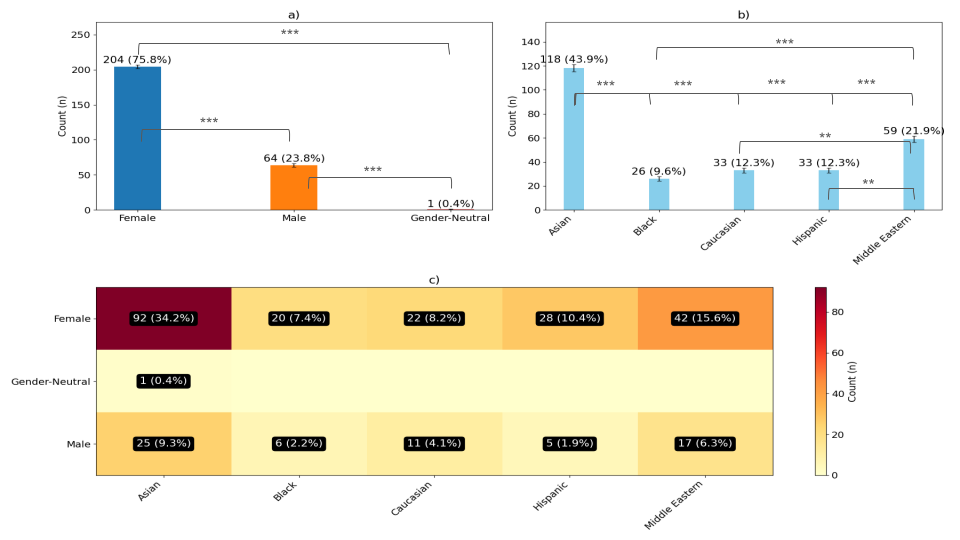 a)
Count (n)
250
200
150
100
50
0
204 (75.8%)
64 (23.8%)
1 (0.4%)
***
***
***
Female
Male
Gender-Neutral
b)
Count (n)
140
120
100
80
60
40
20
0
118 (43.9%)
26 (9.6%)
33 (12.3%)
33 (12.3%)
59 (21.9%)
***
***
***
***
***
**
**
Asian
Black
Caucasian
Hispanic
Middle Eastern
c)
Female
92 (34.2%)
20 (7.4%)
22 (8.2%)
28 (10.4%)
42 (15.6%)
Gender-Neutral
1 (0.4%)
Male
25 (9.3%)
6 (2.2%)
11 (4.1%)
5 (1.9%)
17 (6.3%)
Asian
Black
Caucasian
Hispanic
Middle Eastern
80
60
40
20
0
Count (n)